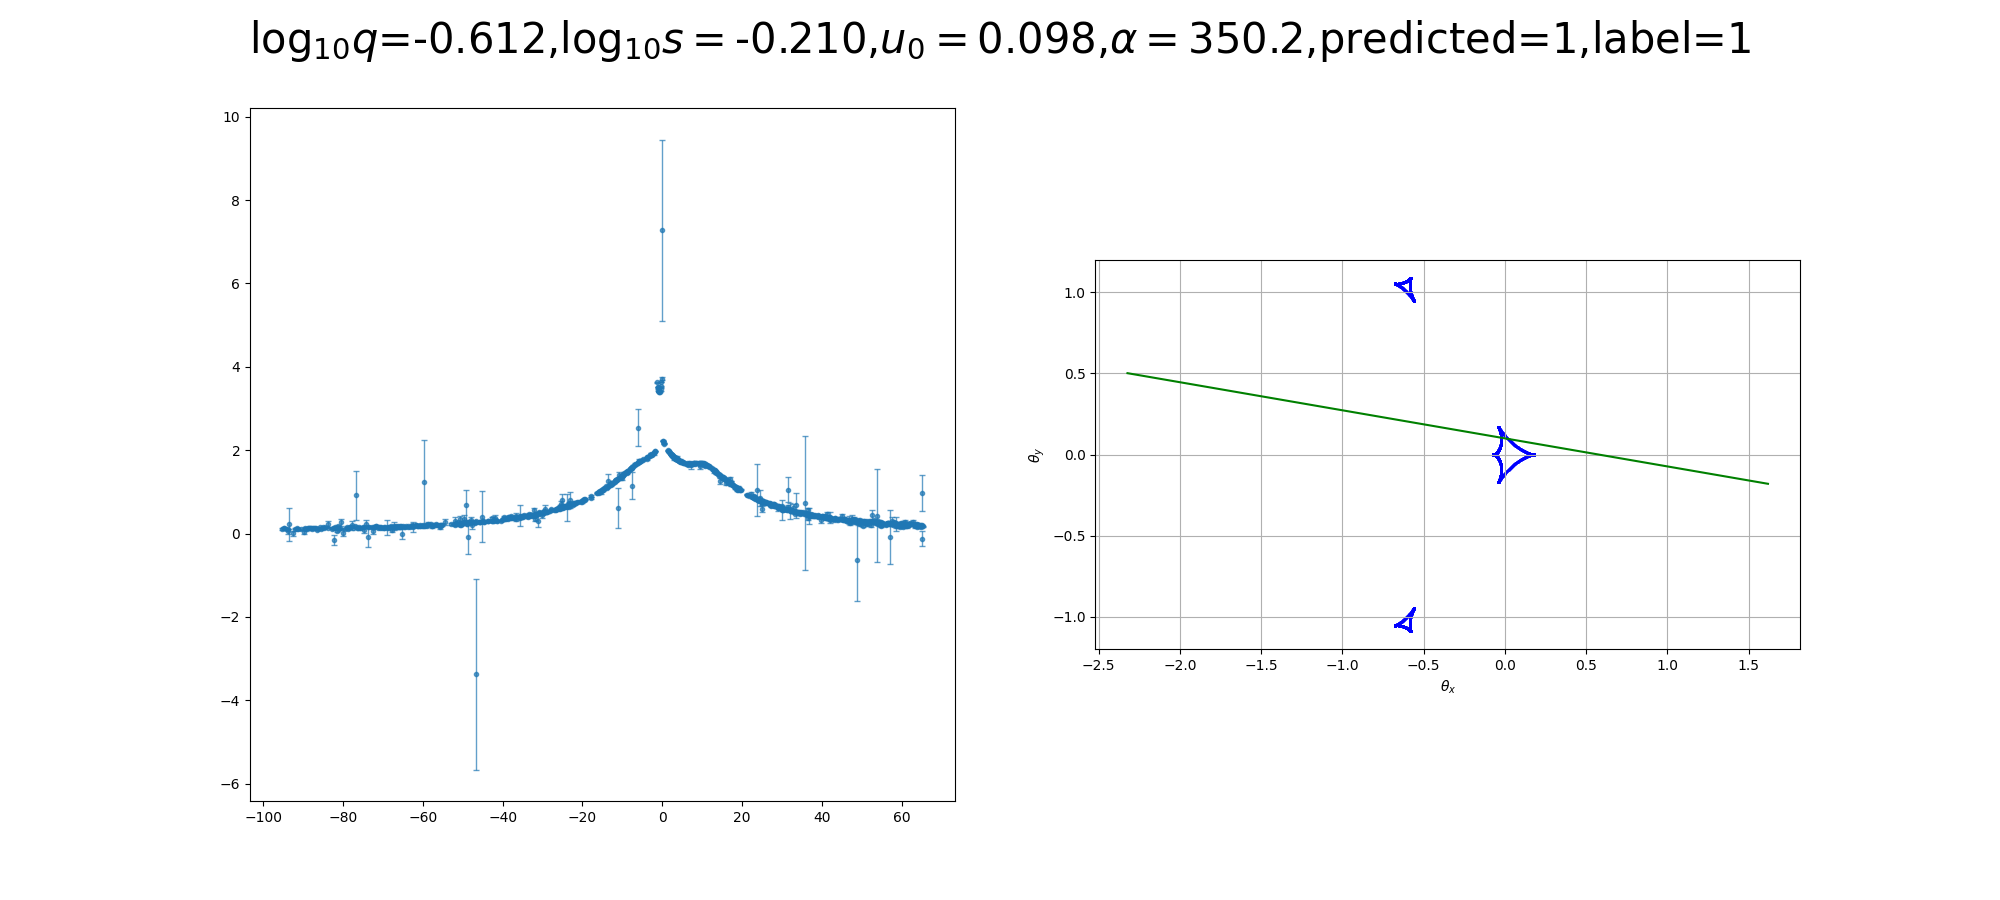 log₁₀q=-0.612,log₁₀s = -0.210,u₀ = 0.098,α = 350.2,predicted=1,label=1
10
8
6
4
2
0
−2
−4
−6
−100 −80 −60 −40 −20 0 20 40 60
θy
1.0
0.5
0.0
−0.5
−1.0
−2.5 −2.0 −1.5 −1.0 −0.5 0.0 0.5 1.0 1.5
θx